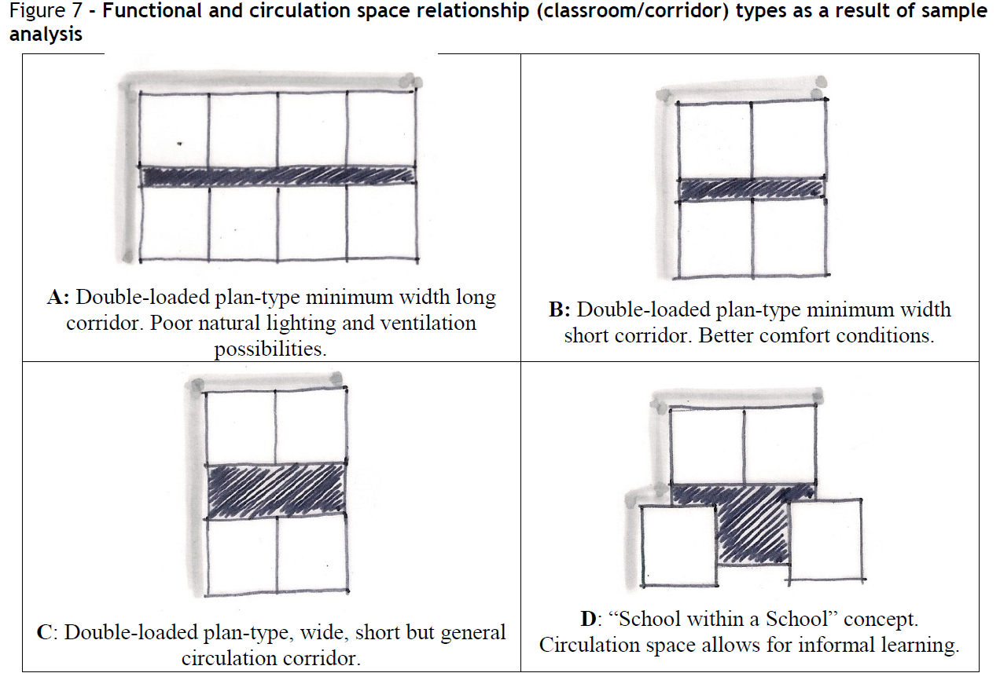 Figure 7 - Functional and circulation space relationship (classroom/corridor) types as a result of sample
analysis
A: Double-loaded plan-type minimum width long
corridor. Poor natural lighting and ventilation
possibilities.
B: Double-loaded plan-type minimum width
short corridor. Better comfort conditions.
C: Double-loaded plan-type, wide, short but general
circulation corridor.
D: “School within a School” concept.
Circulation space allows for informal learning.